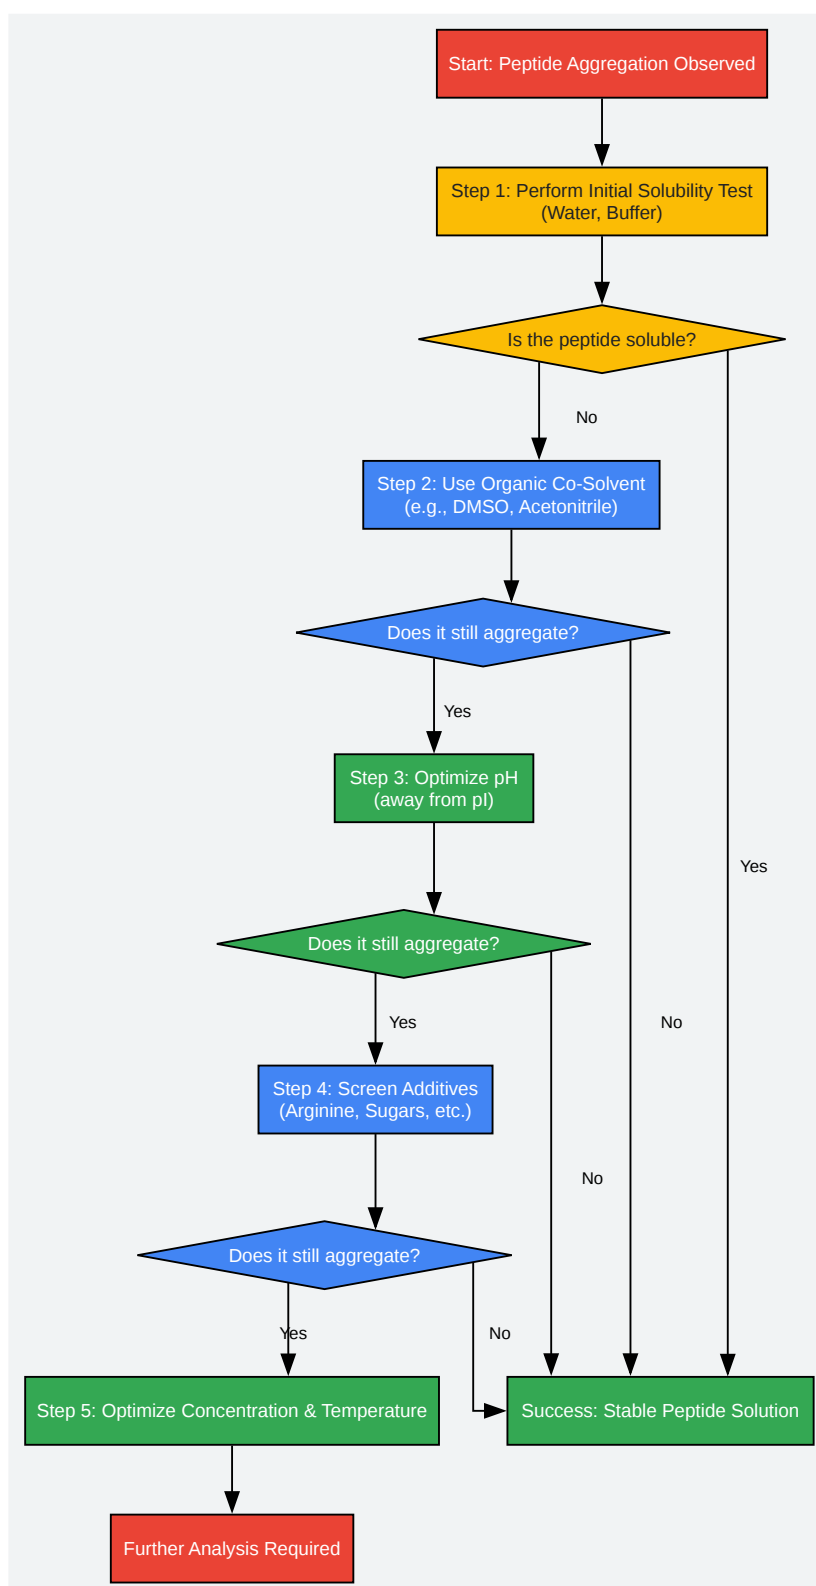 Start: Peptide Aggregation Observed
Step 1: Perform Initial Solubility Test
(Water, Buffer)
Is the peptide soluble?
No
Step 2: Use Organic Co-Solvent
(e.g., DMSO, Acetonitrile)
Does it still aggregate?
Yes
Step 3: Optimize pH
(away from pI)
Yes
Does it still aggregate?
Yes
No
Step 4: Screen Additives
(Arginine, Sugars, etc.)
No
Does it still aggregate?
Yes
No
Step 5: Optimize Concentration & Temperature
Success: Stable Peptide Solution
Further Analysis Required